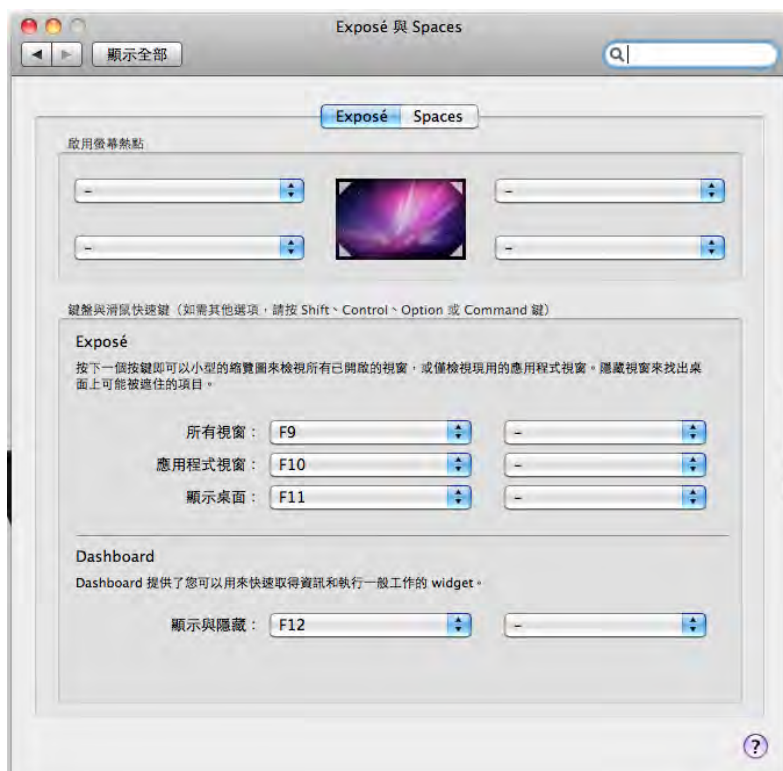 Exposé 與 Spaces
顯示全部
Exposé Spaces
啟用螢幕熱點
- -
- -
鍵盤與滑鼠快速鍵（如需其他選項，請按 Shift、Control、Option 或 Command 鍵）
Exposé
按下一個按鍵即可以小型的縮覽圖來檢視所有已開啟的視窗，或僅檢視現用的應用程式視窗。隱藏視窗來找出桌
面上可能被遮住的項目。
所有視窗： F9 -
應用程式視窗： F10 -
顯示桌面： F11 -
Dashboard
Dashboard 提供了您可以用來快速取得資訊和執行一般工作的 widget。
顯示與隱藏： F12 -
?